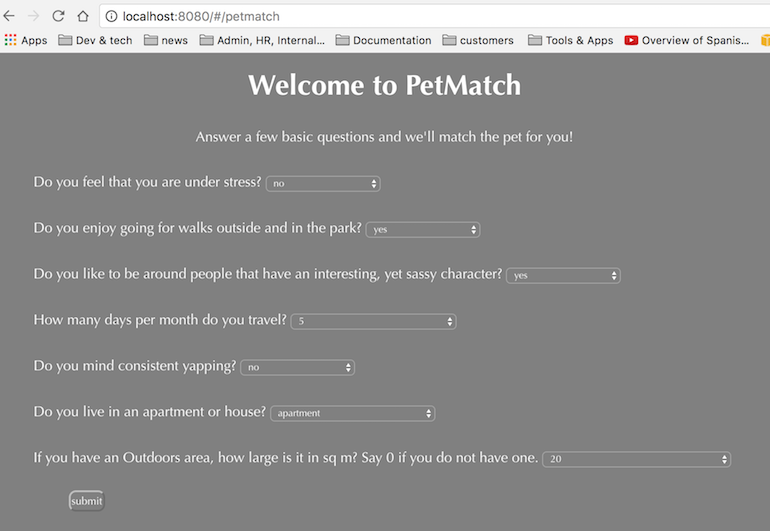 localhost:8080/#/petmatch
Apps Dev & tech news Admin, HR, Internal... Documentation customers Tools & Apps Overview of Spanis...
Welcome to PetMatch
Answer a few basic questions and we'll match the pet for you!
Do you feel that you are under stress? no
Do you enjoy going for walks outside and in the park? yes
Do you like to be around people that have an interesting, yet sassy character? yes
How many days per month do you travel? 5
Do you mind consistent yapping? no
Do you live in an apartment or house? apartment
If you have an Outdoors area, how large is it in sq m? Say 0 if you do not have one. 20
submit